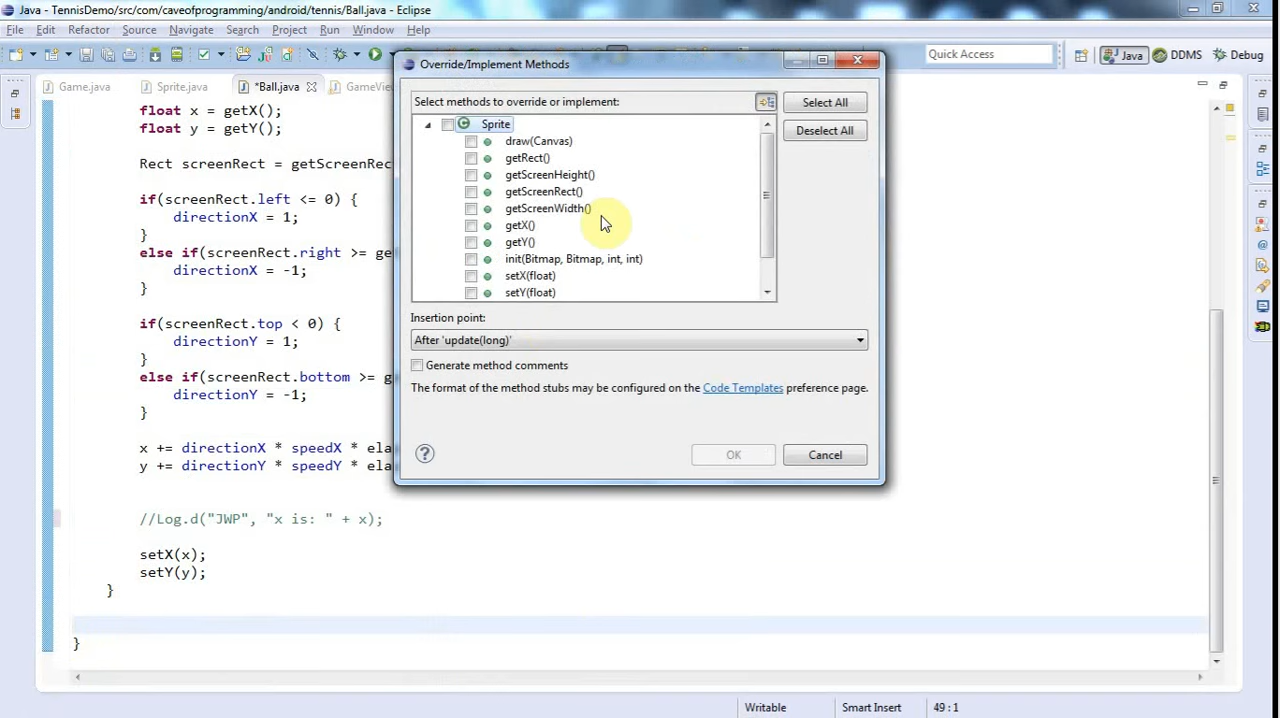 Java - TennisDemo/src/com/caveofprogramming/android/tennis/Ball.java - Eclipse
File Edit Refactor Source Navigate Search Project Run Window Help
Quick Access Java DDMS Debug
Game.java Sprite.java *Ball.java
float x = getX();
float y = getY();
Rect screenRect = getScreenRec
if(screenRect.left <= 0) {
directionX = 1;
}
else if(screenRect.right >= ge
directionX = -1;
}
if(screenRect.top < 0) {
directionY = 1;
}
else if(screenRect.bottom >= g
directionY = -1;
}
x += directionX * speedX * ela
y += directionY * speedY * ela
//Log.d("JWP", "x is: " + x);
setX(x);
setY(y);
}
}
Override/Implement Methods
Select methods to override or implement:
Select All
Deselect All
Sprite
draw(Canvas)
getRect()
getScreenHeight()
getScreenRect()
getScreenWidth()
getX()
getY()
init(Bitmap, Bitmap, int, int)
setX(float)
setY(float)
Insertion point:
After 'update(long)'
Generate method comments
The format of the method stubs may be configured on the Code Templates preference page.
OK Cancel
Writable Smart Insert 49 : 1